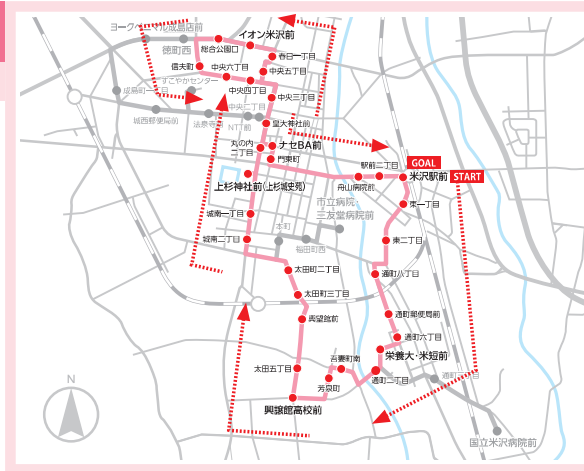 ヨークベニマル成島店前
イオン米沢前
徳町西
総合公園口
春日一丁目
信夫町
中央六丁目
中央五丁目
すこやかセンター
成島町一丁目
中央四丁目
中央三丁目
中央二丁目
城西郵便局前
法泉寺前
NTT前
皇大神社前
丸の内
二丁目
ナセBA前
門東町
駅前二丁目
GOAL
米沢駅前
START
舟山病院前
上杉神社前(上杉城史苑)
市立病院・
三友堂病院前
東一丁目
城南一丁目
本町
城南二丁目
福田町西
東二丁目
太田町二丁目
通町八丁目
太田町三丁目
輿望館前
通町郵便局前
通町六丁目
吾妻町南
栄養大・米短前
太田五丁目
芳泉町
通町二丁目
興譲館高校前
国立米沢病院前
N